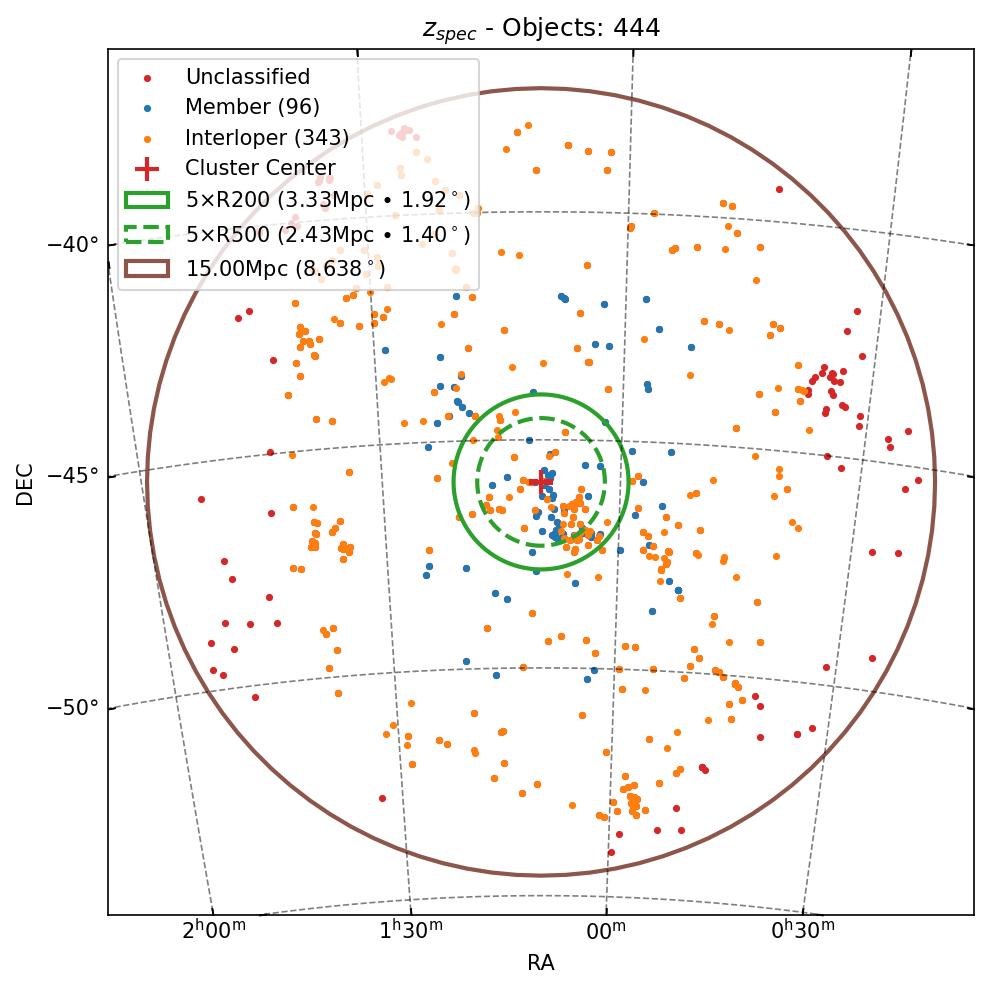 z_spec - Objects: 444
Unclassified
Member (96)
Interloper (343)
Cluster Center
5×R200 (3.33Mpc • 1.92°)
5×R500 (2.43Mpc • 1.40°)
15.00Mpc (8.638°)
−40°
−45°
−50°
DEC
2ʰ00ᵐ 1ʰ30ᵐ 00ᵐ 0ʰ30ᵐ
RA